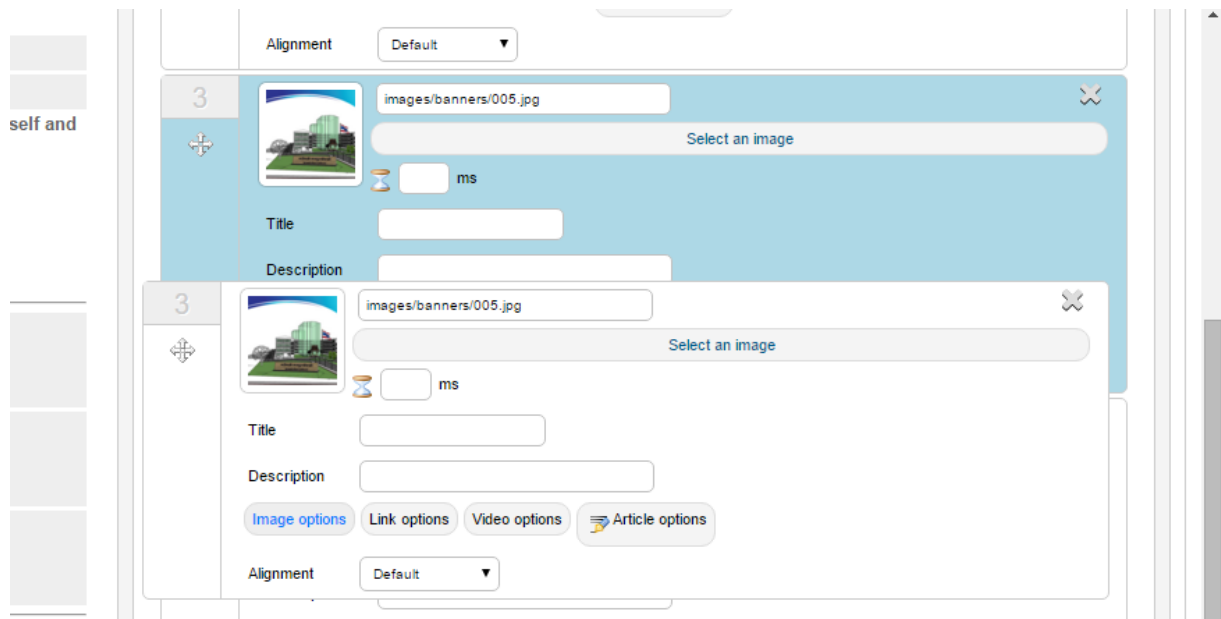 Alignment Default
self and
3 images/banners/005.jpg
Select an image
ms
Title
Description
3 images/banners/005.jpg
Select an image
ms
Title
Description
Image options Link options Video options Article options
Alignment Default